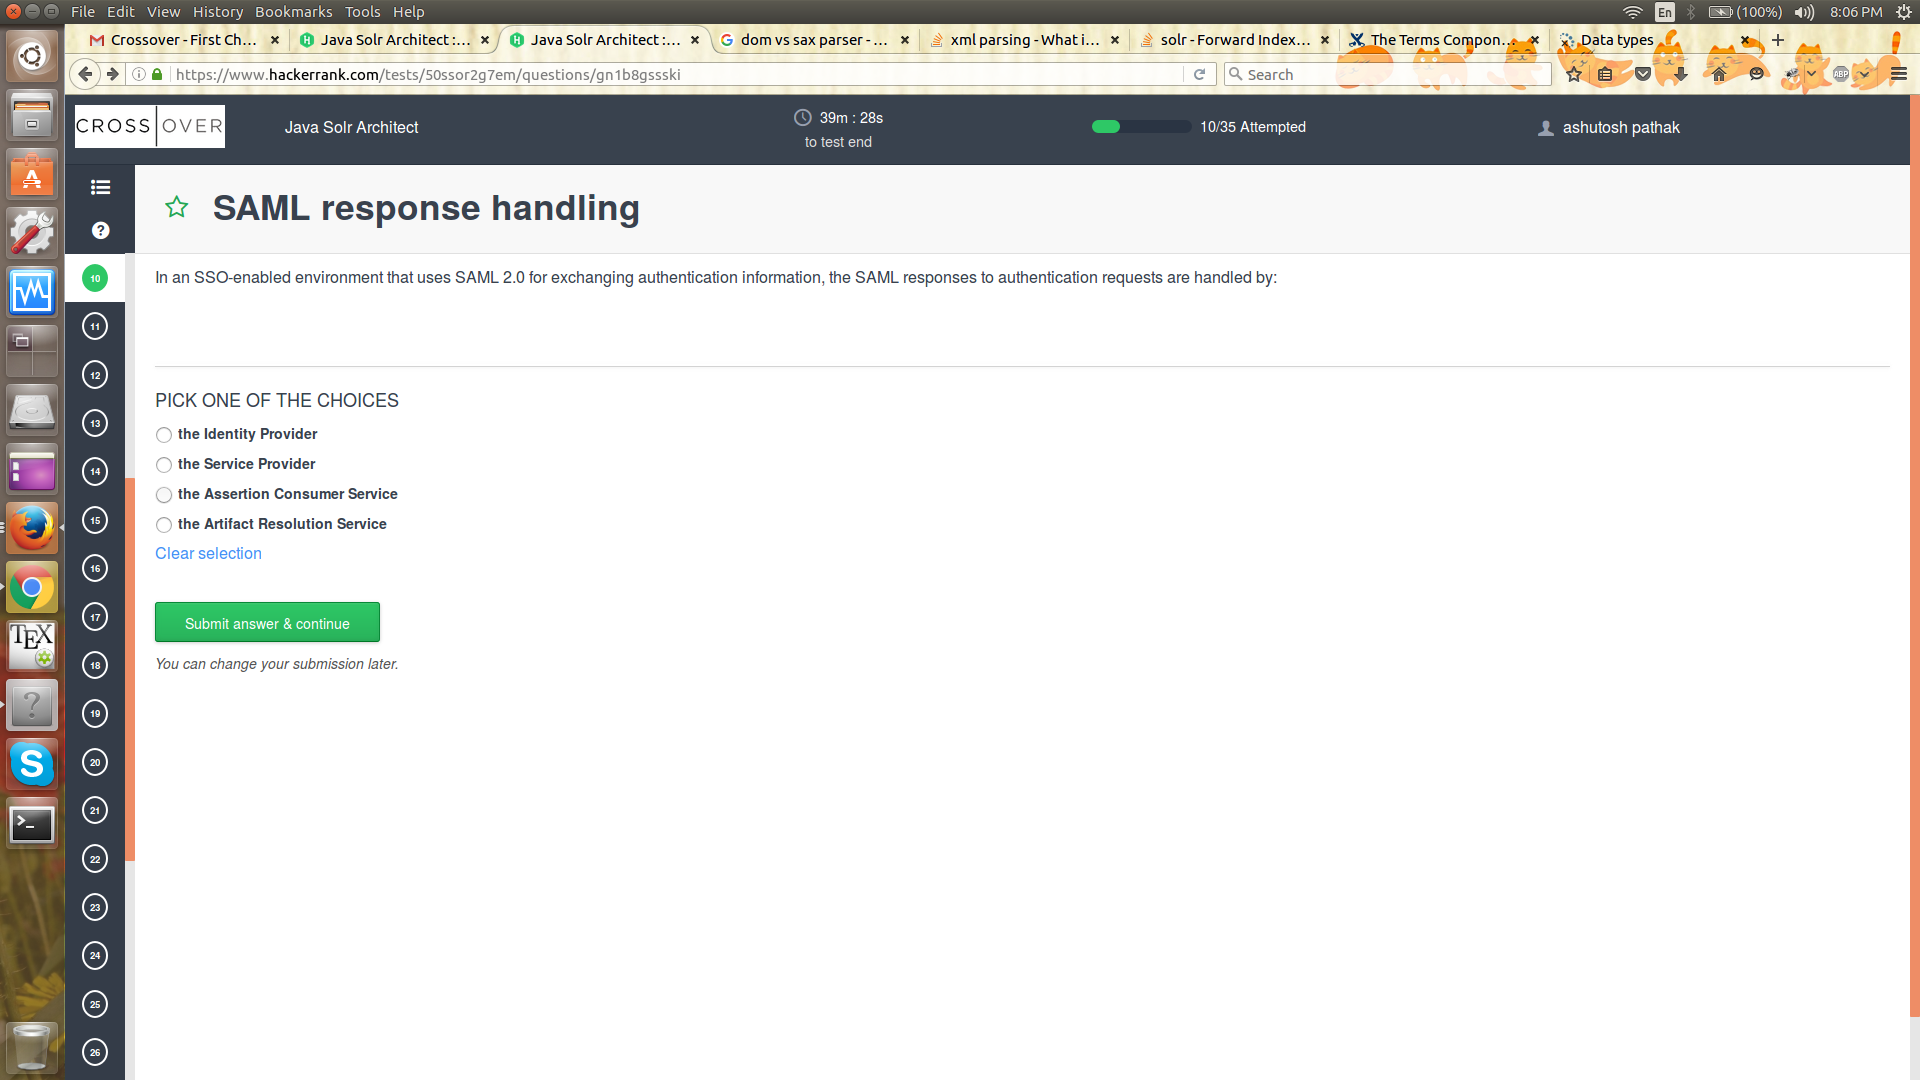 File Edit View History Bookmarks Tools Help
En (100%) 8:06 PM
Crossover - First Ch...
Java Solr Architect :...
Java Solr Architect :...
dom vs sax parser - ...
xml parsing - What i...
solr - Forward Index...
The Terms Compon...
Data types
https://www.hackerrank.com/tests/50ssor2g7em/questions/gn1b8gssski
Search
ABP
CROSS OVER
Java Solr Architect
39m : 28s
to test end
10/35 Attempted
ashutosh pathak
SAML response handling
In an SSO-enabled environment that uses SAML 2.0 for exchanging authentication information, the SAML responses to authentication requests are handled by:
PICK ONE OF THE CHOICES
the Identity Provider
the Service Provider
the Assertion Consumer Service
the Artifact Resolution Service
Clear selection
Submit answer & continue
You can change your submission later.
10
11
12
13
14
15
16
17
18
19
20
21
22
23
24
25
26
TEX